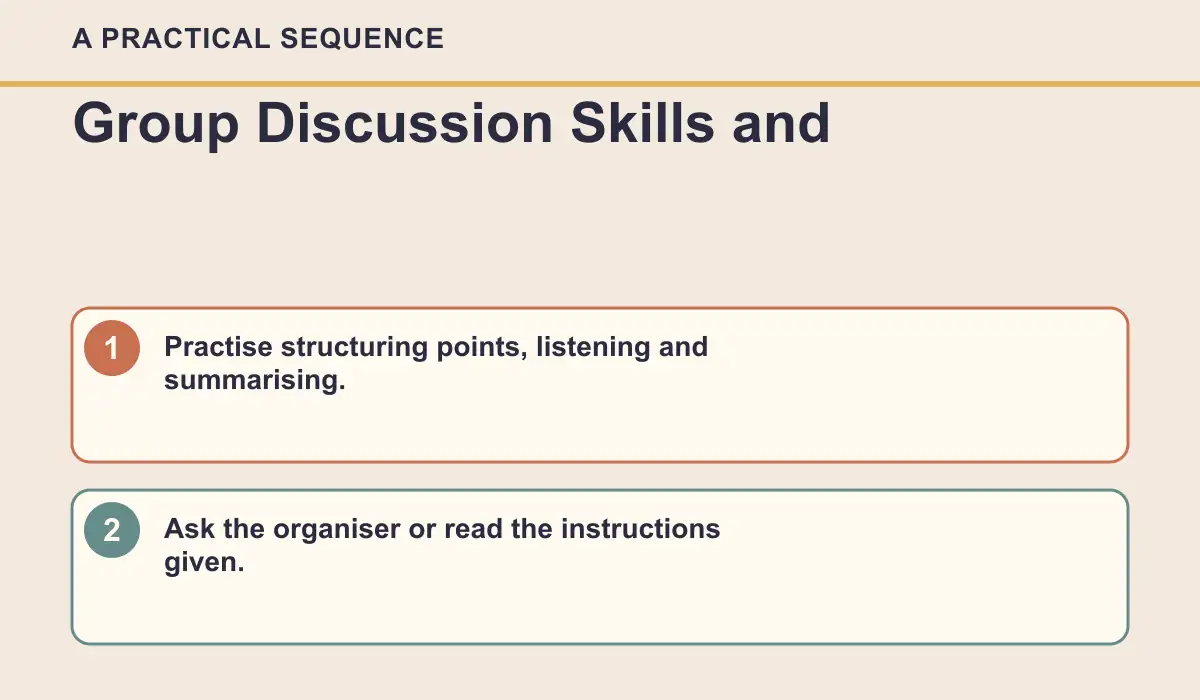 A PRACTICAL SEQUENCE
Group Discussion Skills and
1
Practise structuring points, listening and
summarising.
2
Ask the organiser or read the instructions
given.